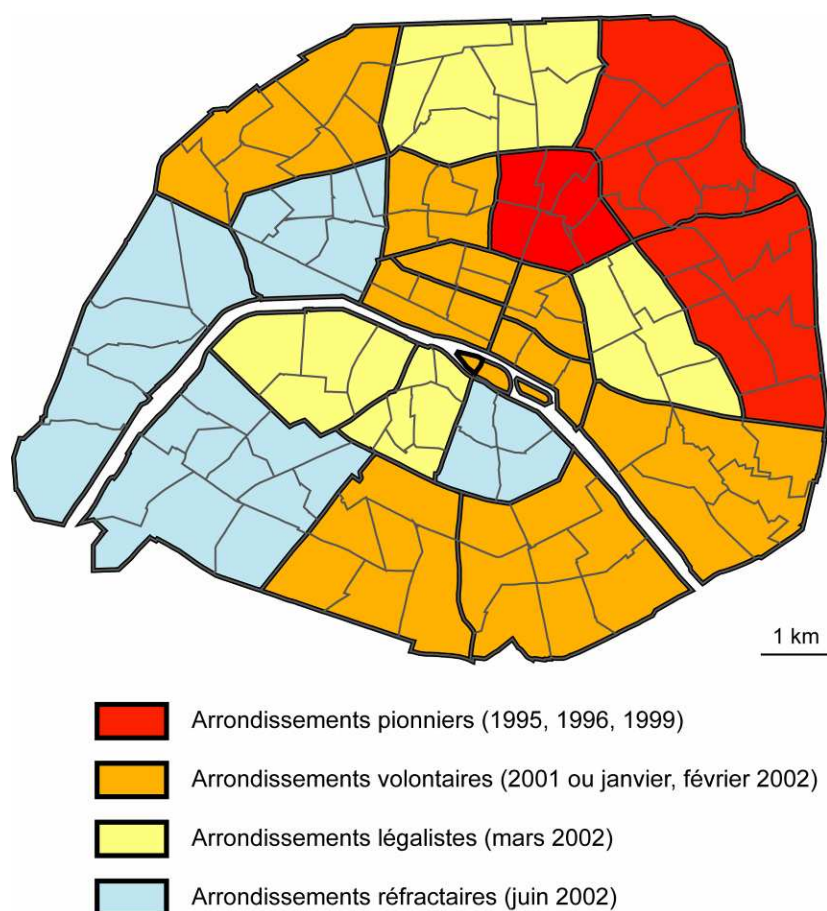 1 km
Arrondissements pionniers (1995, 1996, 1999)
Arrondissements volontaires (2001 ou janvier, février 2002)
Arrondissements légalistes (mars 2002)
Arrondissements réfractaires (juin 2002)